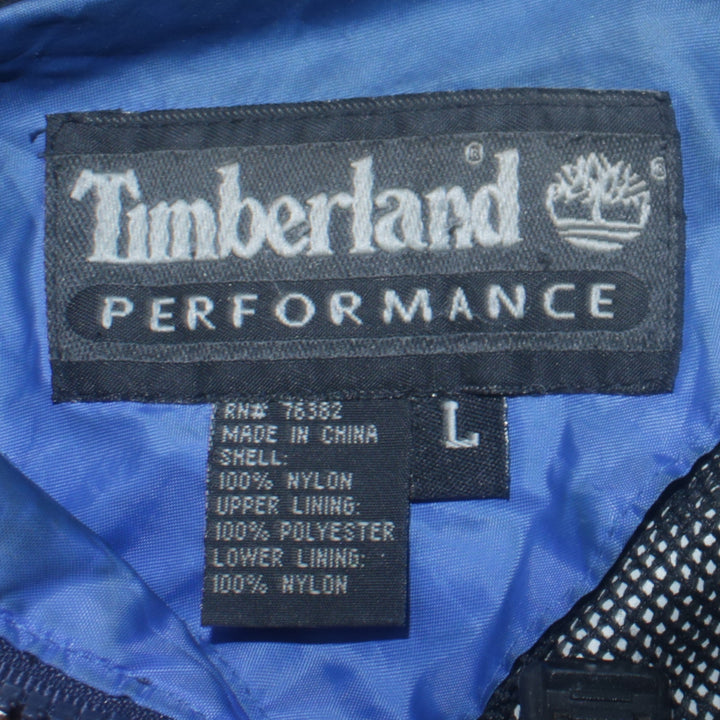 Timberland®
®
PERFORMANCE
L
RN# 76382
MADE IN CHINA
SHELL:
100% NYLON
UPPER LINING:
100% POLYESTER
LOWER LINING:
100% NYLON